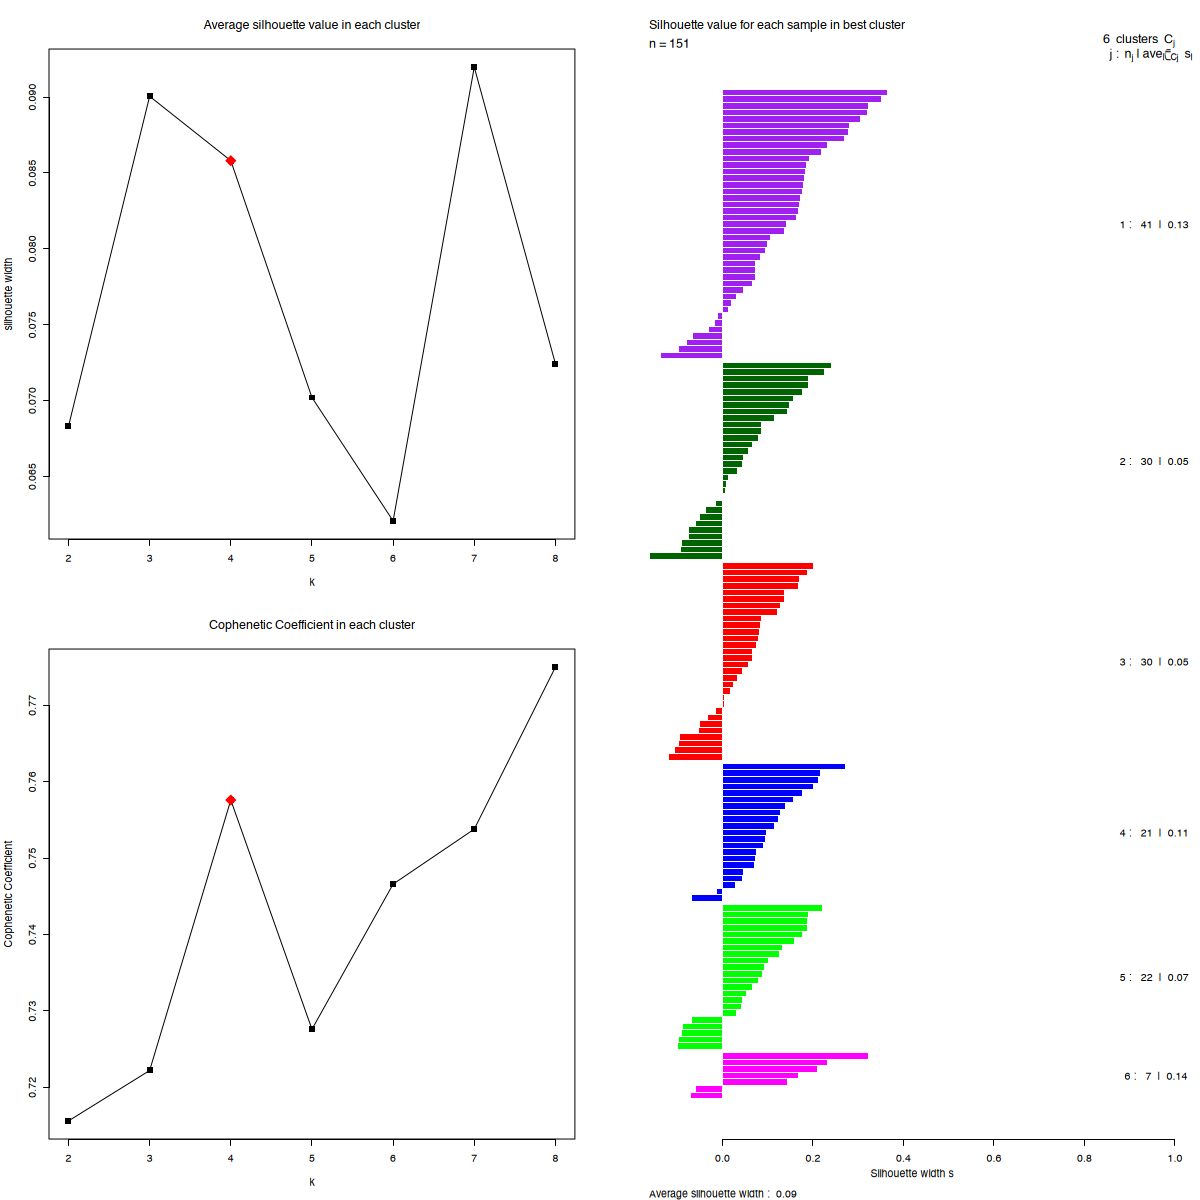 Average silhouette value in each cluster
0.090
0.085
0.080
0.075
0.070
0.065
silhouette width
2 3 4 5 6 7 8
k
Cophenetic Coefficient in each cluster
0.77
0.76
0.75
0.74
0.73
0.72
Cophenetic Coefficient
2 3 4 5 6 7 8
k
Silhouette value for each sample in best cluster
n = 151
6 clusters Cj
j : nj | avei∈Cj si
1 : 41 | 0.13
2 : 30 | 0.05
3 : 30 | 0.05
4 : 21 | 0.11
5 : 22 | 0.07
6 : 7 | 0.14
0.0 0.2 0.4 0.6 0.8 1.0
Silhouette width s
Average silhouette width : 0.09